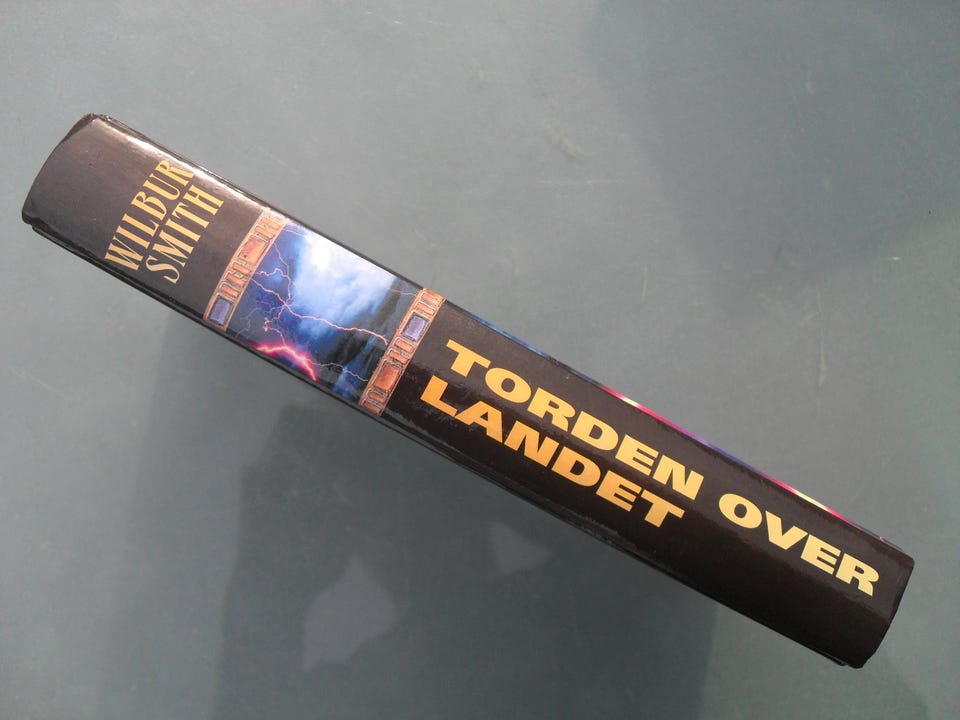 WILBUR
SMITH
TORDEN OVER
LANDET